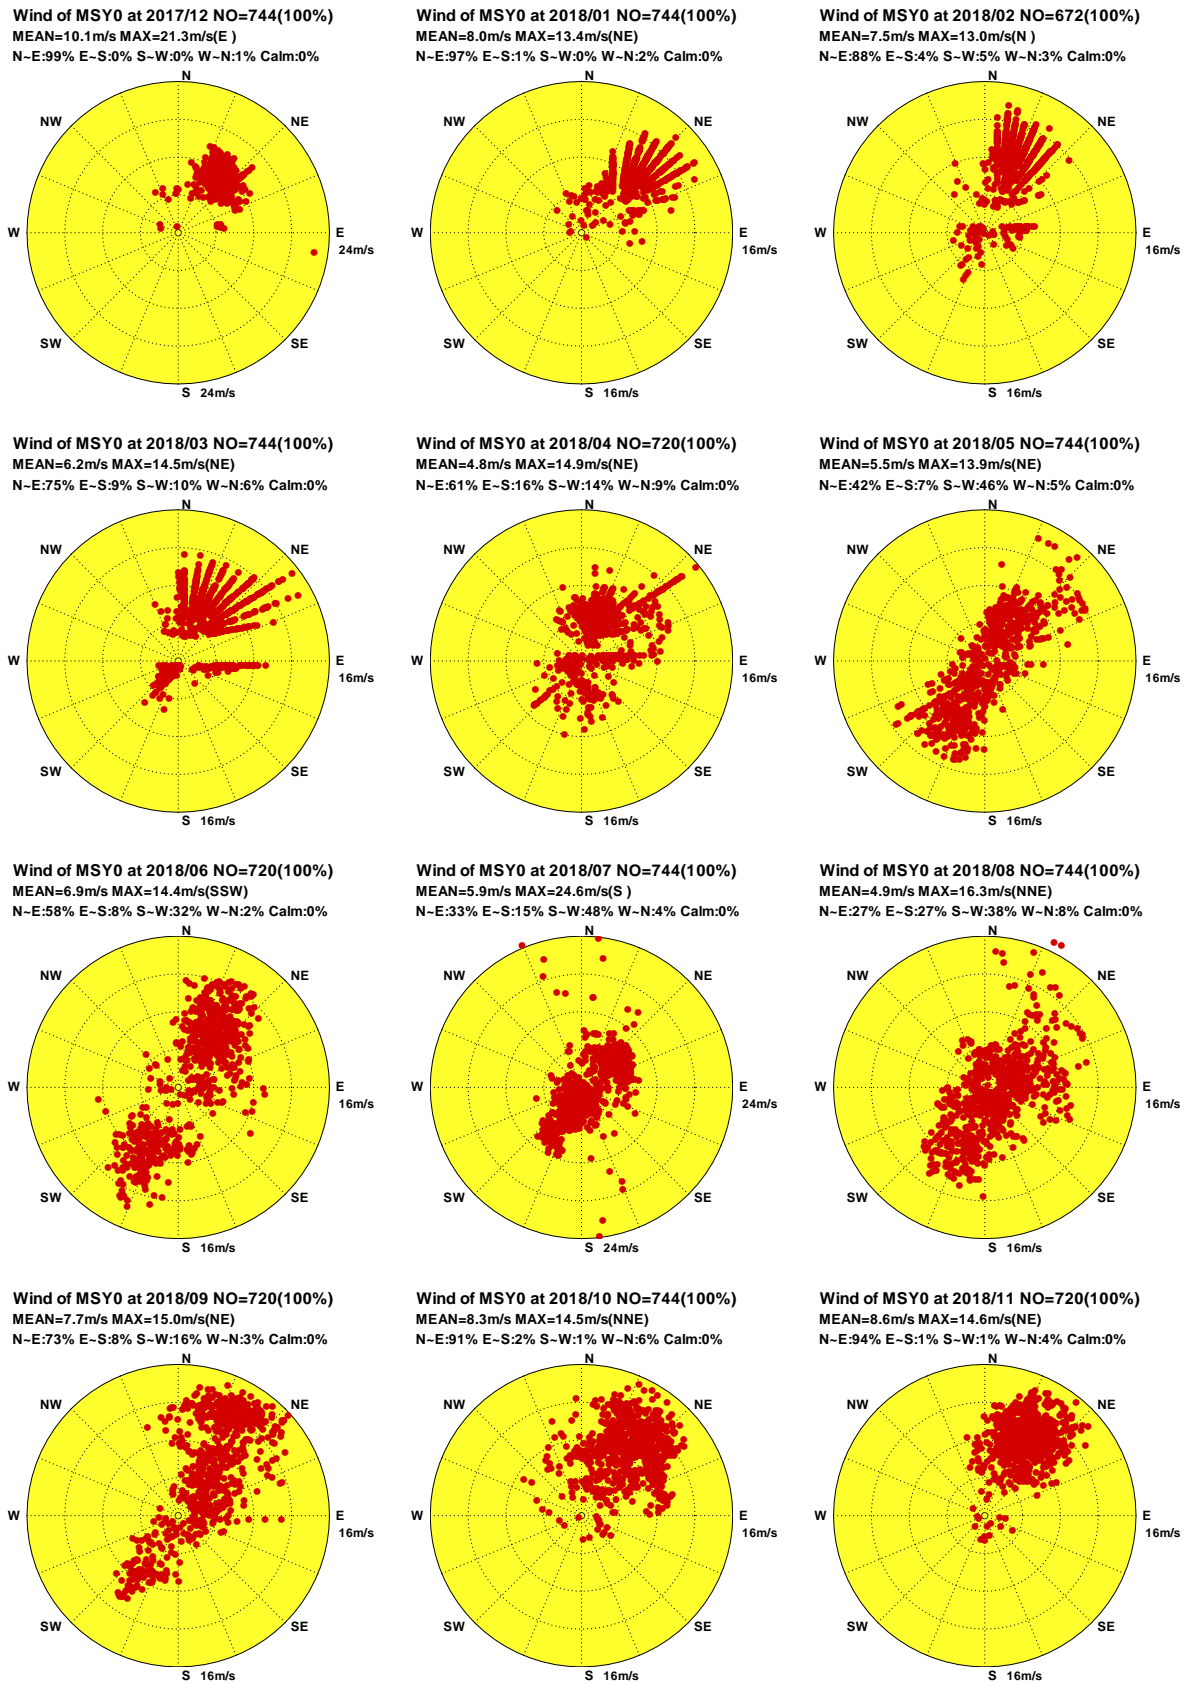 Wind of MSY0 at 2017/12 NO=744(100%)
MEAN=10.1m/s MAX=21.3m/s(E )
N~E:99% E~S:0% S~W:0% W~N:1% Calm:0%
N
NW
NE
W
E
24m/s
SW
SE
S 24m/s
Wind of MSY0 at 2018/01 NO=744(100%)
MEAN=8.0m/s MAX=13.4m/s(NE)
N~E:97% E~S:1% S~W:0% W~N:2% Calm:0%
N
NW
NE
W
E
16m/s
SW
SE
S 16m/s
Wind of MSY0 at 2018/02 NO=672(100%)
MEAN=7.5m/s MAX=13.0m/s(N )
N~E:88% E~S:4% S~W:5% W~N:3% Calm:0%
N
NW
NE
W
E
16m/s
SW
SE
S 16m/s
Wind of MSY0 at 2018/03 NO=744(100%)
MEAN=6.2m/s MAX=14.5m/s(NE)
N~E:75% E~S:9% S~W:10% W~N:6% Calm:0%
N
NW
NE
W
E
16m/s
SW
SE
S 16m/s
Wind of MSY0 at 2018/04 NO=720(100%)
MEAN=4.8m/s MAX=14.9m/s(NE)
N~E:61% E~S:16% S~W:14% W~N:9% Calm:0%
N
NW
NE
W
E
16m/s
SW
SE
S 16m/s
Wind of MSY0 at 2018/05 NO=744(100%)
MEAN=5.5m/s MAX=13.9m/s(NE)
N~E:42% E~S:7% S~W:46% W~N:5% Calm:0%
N
NW
NE
W
E
16m/s
SW
SE
S 16m/s
Wind of MSY0 at 2018/06 NO=720(100%)
MEAN=6.9m/s MAX=14.4m/s(SSW)
N~E:58% E~S:8% S~W:32% W~N:2% Calm:0%
N
NW
NE
W
E
16m/s
SW
SE
S 16m/s
Wind of MSY0 at 2018/07 NO=744(100%)
MEAN=5.9m/s MAX=24.6m/s(S )
N~E:33% E~S:15% S~W:48% W~N:4% Calm:0%
N
NW
NE
W
E
24m/s
SW
SE
S 24m/s
Wind of MSY0 at 2018/08 NO=744(100%)
MEAN=4.9m/s MAX=16.3m/s(NNE)
N~E:27% E~S:27% S~W:38% W~N:8% Calm:0%
N
NW
NE
W
E
16m/s
SW
SE
S 16m/s
Wind of MSY0 at 2018/09 NO=720(100%)
MEAN=7.7m/s MAX=15.0m/s(NE)
N~E:73% E~S:8% S~W:16% W~N:3% Calm:0%
N
NW
NE
W
E
16m/s
SW
SE
S 16m/s
Wind of MSY0 at 2018/10 NO=744(100%)
MEAN=8.3m/s MAX=14.5m/s(NNE)
N~E:91% E~S:2% S~W:1% W~N:6% Calm:0%
N
NW
NE
W
E
16m/s
SW
SE
S 16m/s
Wind of MSY0 at 2018/11 NO=720(100%)
MEAN=8.6m/s MAX=14.6m/s(NNE)
N~E:94% E~S:1% S~W:1% W~N:4% Calm:0%
N
NW
NE
W
E
16m/s
SW
SE
S 16m/s